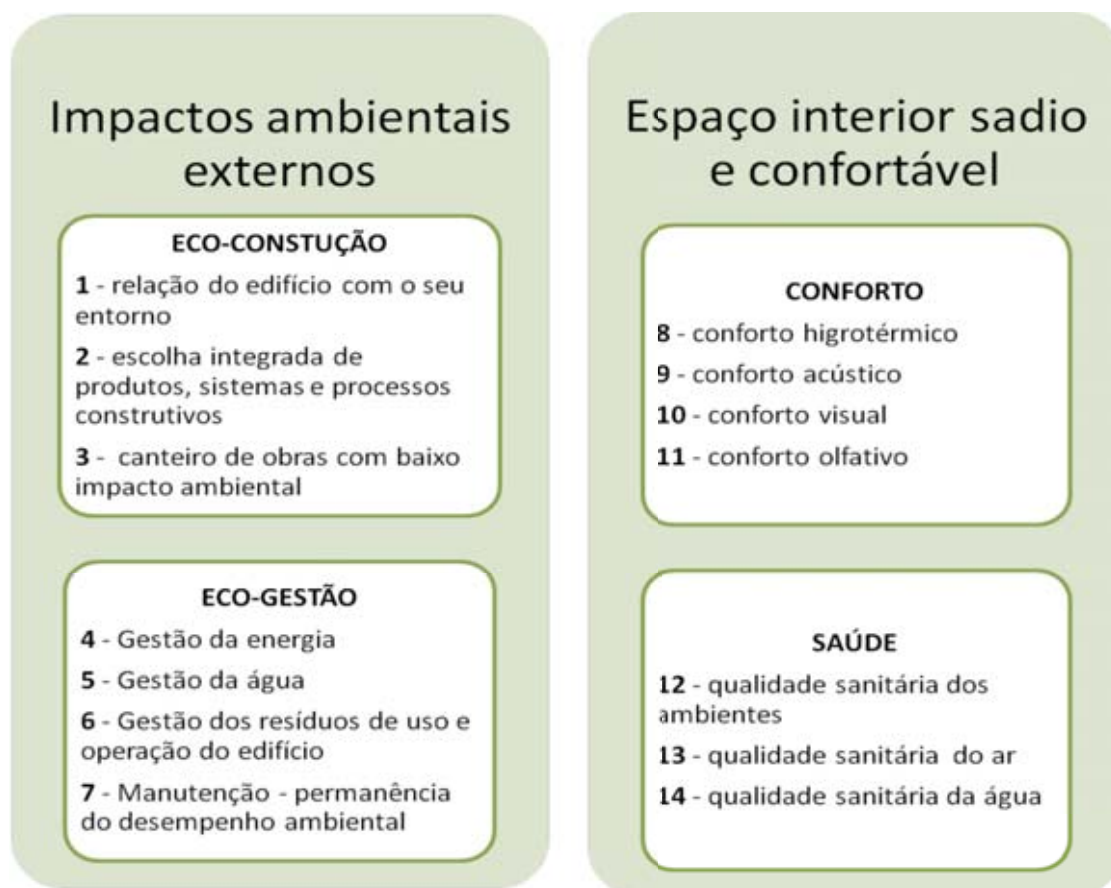 Impactos ambientais
externos
ECO-CONSTUÇÃO
1 - relação do edifício com o seu
entorno
2 - escolha integrada de
produtos, sistemas e processos
construtivos
3 - canteiro de obras com baixo
impacto ambiental
ECO-GESTÃO
4 - Gestão da energia
5 - Gestão da água
6 - Gestão dos resíduos de uso e
operação do edifício
7 - Manutenção - permanência
do desempenho ambiental
Espaço interior sadio
e confortável
CONFORTO
8 - conforto higrotérmico
9 - conforto acústico
10 - conforto visual
11 - conforto olfativo
SAÚDE
12 - qualidade sanitária dos
ambientes
13 - qualidade sanitária do ar
14 - qualidade sanitária da água